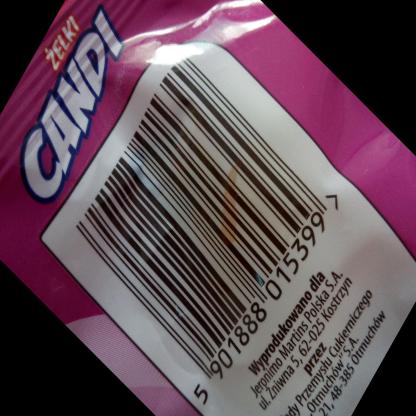 ŻELKI
CANDI
5 901888 015399 >
Wyprodukowano dla
Jeronimo Martins Polska S.A.
ul. Żniwna 5, 62-025 Kostrzyn
przez
Przemysłu Cukierniczego
Otmuchów" S.A.
1, 48-385 Otmuchów